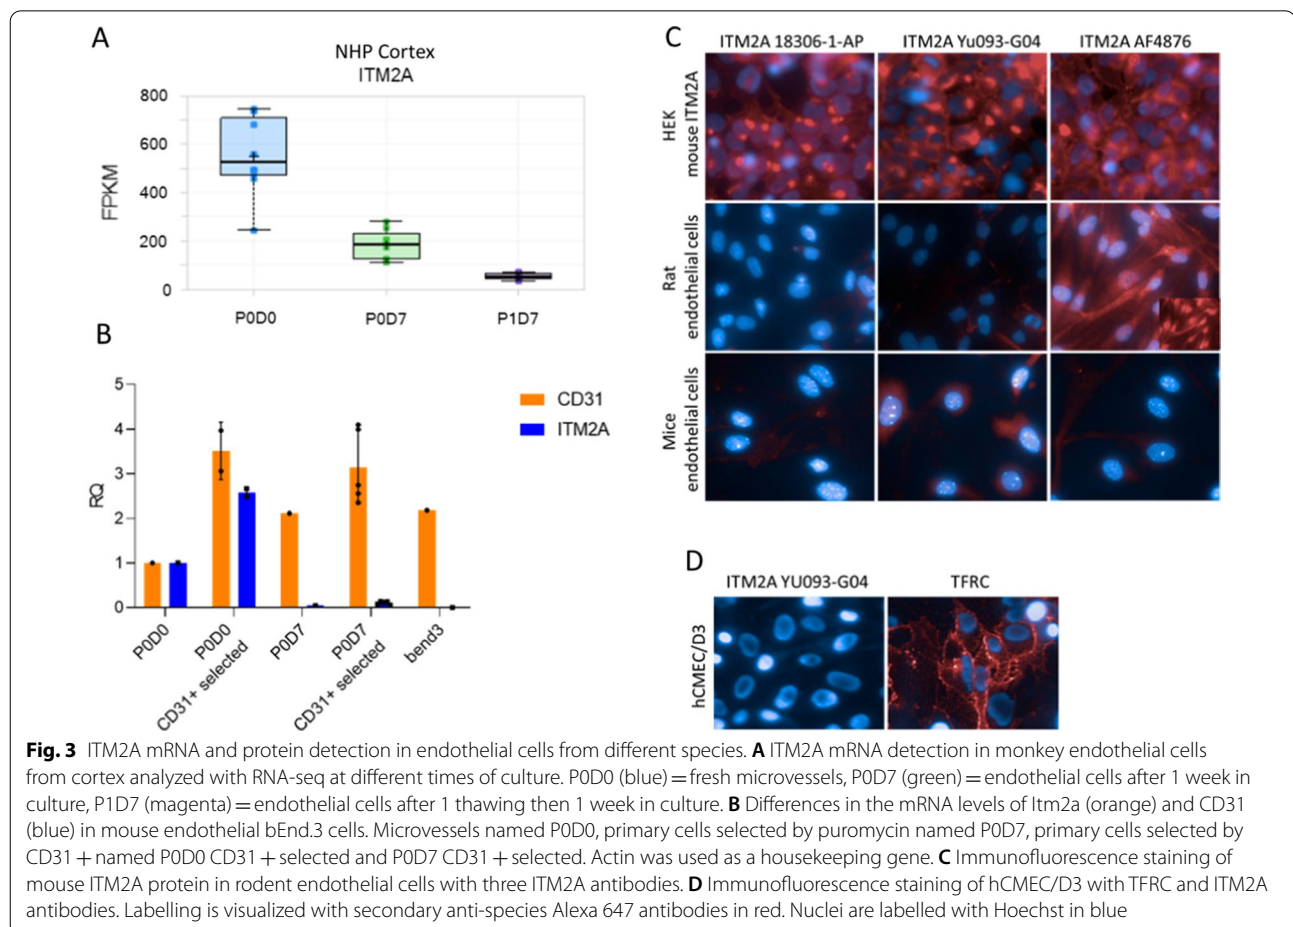 A
NHP Cortex
ITM2A
FPKM
800
600
400
200
0
P0D0
P0D7
P1D7
B
RQ
5
4
3
2
1
0
CD31
ITM2A
P0D0
P0D0
CD31+ selected
P0D7
P0D7
CD31+ selected
bend3
C
ITM2A 18306-1-AP
ITM2A Yu093-G04
ITM2A AF4876
HEK
mouse ITM2A
Rat
endothelial cells
Mice
endothelial cells
D
ITM2A YU093-G04
TFRC
hCMEC/D3
Fig. 3 ITM2A mRNA and protein detection in endothelial cells from different species. A ITM2A mRNA detection in monkey endothelial cells
from cortex analyzed with RNA-seq at different times of culture. P0D0 (blue) = fresh microvessels, P0D7 (green) = endothelial cells after 1 week in
culture, P1D7 (magenta) = endothelial cells after 1 thawing then 1 week in culture. B Differences in the mRNA levels of Itm2a (orange) and CD31
(blue) in mouse endothelial bEnd.3 cells. Microvessels named P0D0, primary cells selected by puromycin named P0D7, primary cells selected by
CD31 + named P0D0 CD31 + selected and P0D7 CD31 + selected. Actin was used as a housekeeping gene. C Immunofluorescence staining of
mouse ITM2A protein in rodent endothelial cells with three ITM2A antibodies. D Immunofluorescence staining of hCMEC/D3 with TFRC and ITM2A
antibodies. Labelling is visualized with secondary anti-species Alexa 647 antibodies in red. Nuclei are labelled with Hoechst in blue